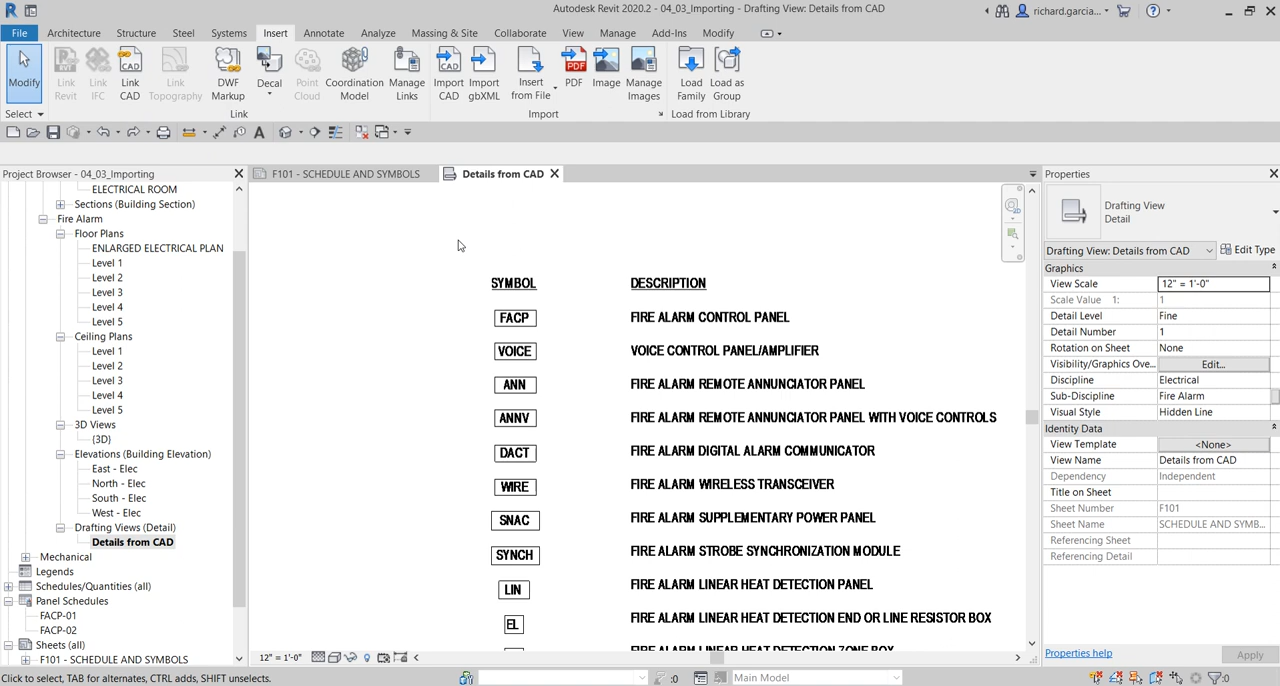 Autodesk Revit 2020.2 - 04_03_Importing - Drafting View: Details from CAD
richard.garcia...
File Architecture Structure Steel Systems Insert Annotate Analyze Massing & Site Collaborate View Manage Add-Ins Modify
Modify
Link Revit
Link IFC
Link CAD
Link Topography
DWF Markup
Decal
Point Cloud
Coordination Model
Manage Links
Import CAD
Import gbXML
Insert from File
PDF
Image
Manage Images
Load Family
Load as Group
Select
Link
Import
Load from Library
Project Browser - 04_03_Importing
ELECTRICAL ROOM
Sections (Building Section)
Fire Alarm
Floor Plans
ENLARGED ELECTRICAL PLAN
Level 1
Level 2
Level 3
Level 4
Level 5
Ceiling Plans
Level 1
Level 2
Level 3
Level 4
Level 5
3D Views
(3D)
Elevations (Building Elevation)
East - Elec
North - Elec
South - Elec
West - Elec
Drafting Views (Detail)
Details from CAD
Mechanical
Legends
Schedules/Quantities (all)
Panel Schedules
FACP-01
FACP-02
Sheets (all)
F101 - SCHEDULE AND SYMBOLS
F101 - SCHEDULE AND SYMBOLS
Details from CAD
SYMBOL DESCRIPTION
FACP FIRE ALARM CONTROL PANEL
VOICE VOICE CONTROL PANEL/AMPLIFIER
ANN FIRE ALARM REMOTE ANNUNCIATOR PANEL
ANNV FIRE ALARM REMOTE ANNUNCIATOR PANEL WITH VOICE CONTROLS
DACT FIRE ALARM DIGITAL ALARM COMMUNICATOR
WIRE FIRE ALARM WIRELESS TRANSCEIVER
SNAC FIRE ALARM SUPPLEMENTARY POWER PANEL
SYNCH FIRE ALARM STROBE SYNCHRONIZATION MODULE
LIN FIRE ALARM LINEAR HEAT DETECTION PANEL
EL FIRE ALARM LINEAR HEAT DETECTION END OR LINE RESISTOR BOX
FIRE ALARM LINEAR HEAT DETECTION ZONE BOX
12" = 1'-0"
Properties
Drafting View
Detail
Drafting View: Details from CAD Edit Type
Graphics
View Scale 12" = 1'-0"
Scale Value 1: 1
Detail Level Fine
Detail Number 1
Rotation on Sheet None
Visibility/Graphics Ove... Edit...
Discipline Electrical
Sub-Discipline Fire Alarm
Visual Style Hidden Line
Identity Data
View Template <None>
View Name Details from CAD
Dependency Independent
Title on Sheet
Sheet Number F101
Sheet Name SCHEDULE AND SYMB...
Referencing Sheet
Referencing Detail
Properties help Apply
Click to select, TAB for alternates, CTRL adds, SHIFT unselects. :0 Main Model :0